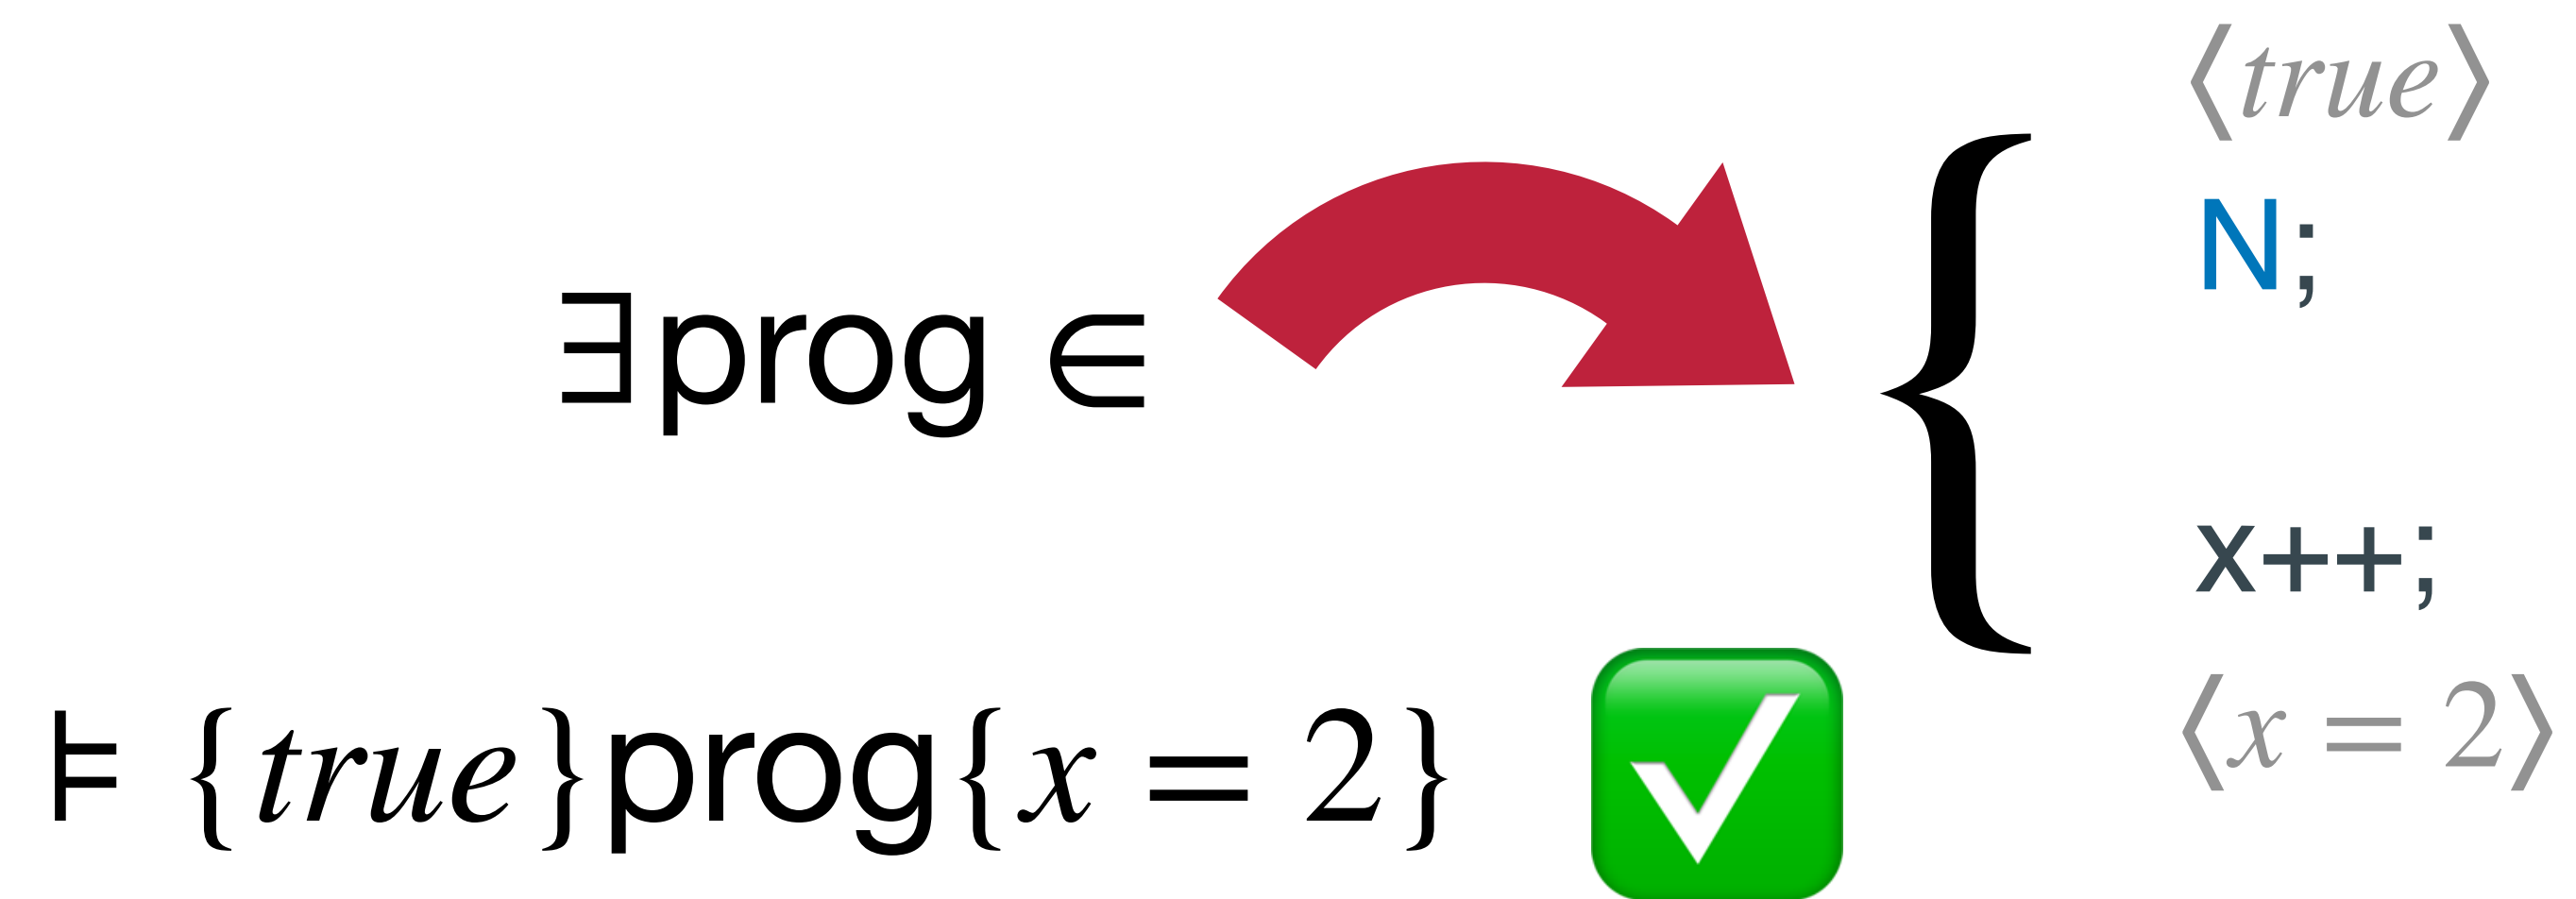 ∃prog ∈
⊨ {true}prog{x = 2}
⟨true⟩
N;
x++;
⟨x = 2⟩